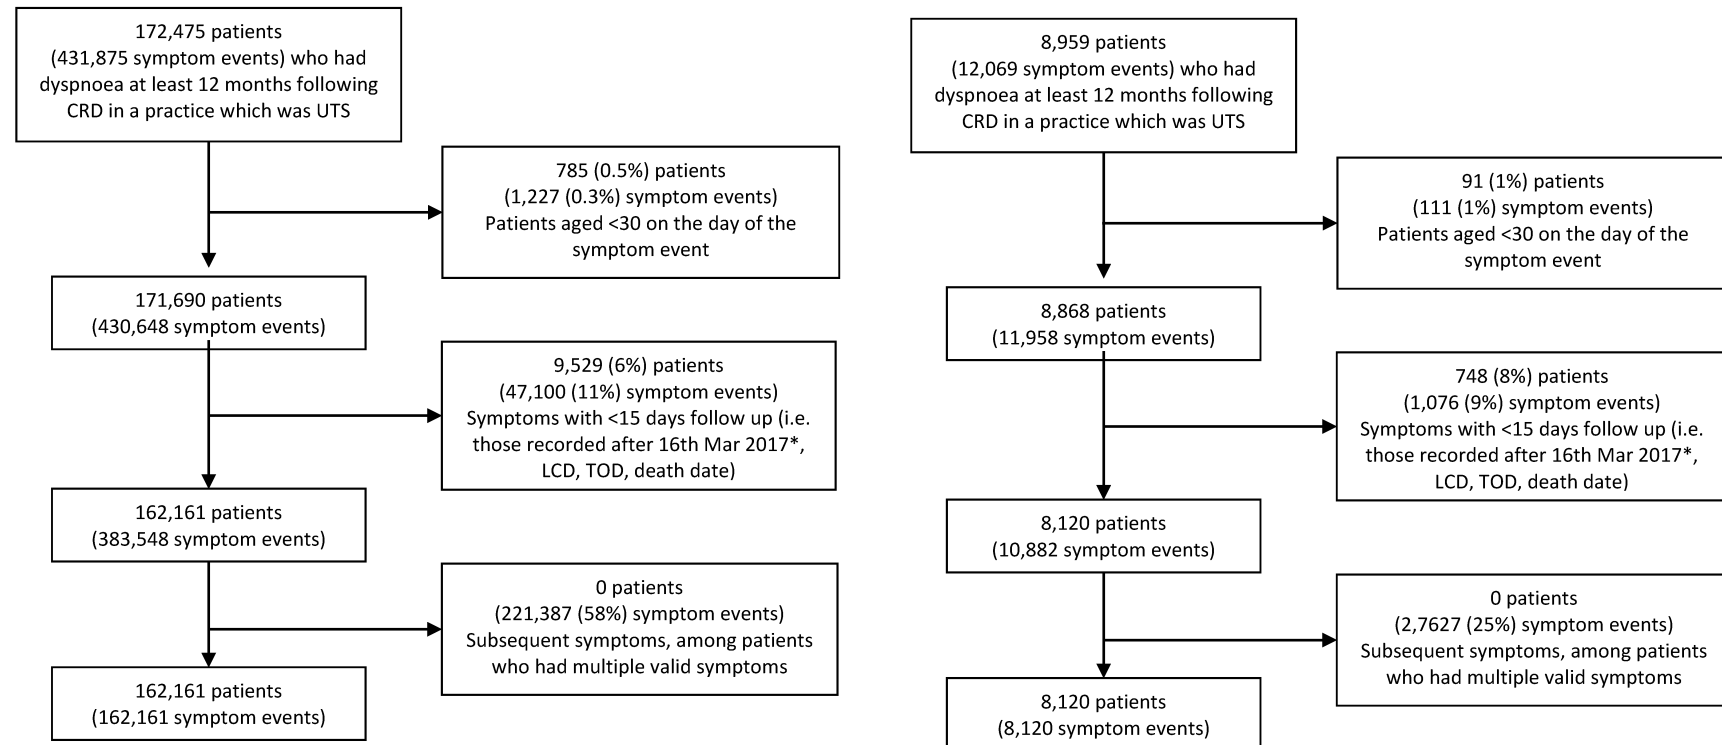 172,475 patients
(431,875 symptom events) who had
dyspnoea at least 12 months following
CRD in a practice which was UTS
785 (0.5%) patients
(1,227 (0.3%) symptom events)
Patients aged <30 on the day of the
symptom event
171,690 patients
(430,648 symptom events)
9,529 (6%) patients
(47,100 (11%) symptom events)
Symptoms with <15 days follow up (i.e.
those recorded after 16th Mar 2017*,
LCD, TOD, death date)
162,161 patients
(383,548 symptom events)
0 patients
(221,387 (58%) symptom events)
Subsequent symptoms, among patients
who had multiple valid symptoms
162,161 patients
(162,161 symptom events)
8,959 patients
(12,069 symptom events) who had
dyspnoea at least 12 months following
CRD in a practice which was UTS
91 (1%) patients
(111 (1%) symptom events)
Patients aged <30 on the day of the
symptom event
8,868 patients
(11,958 symptom events)
748 (8%) patients
(1,076 (9%) symptom events)
Symptoms with <15 days follow up (i.e.
those recorded after 16th Mar 2017*,
LCD, TOD, death date)
8,120 patients
(10,882 symptom events)
0 patients
(2,7627 (25%) symptom events)
Subsequent symptoms, among patients
who had multiple valid symptoms
8,120 patients
(8,120 symptom events)